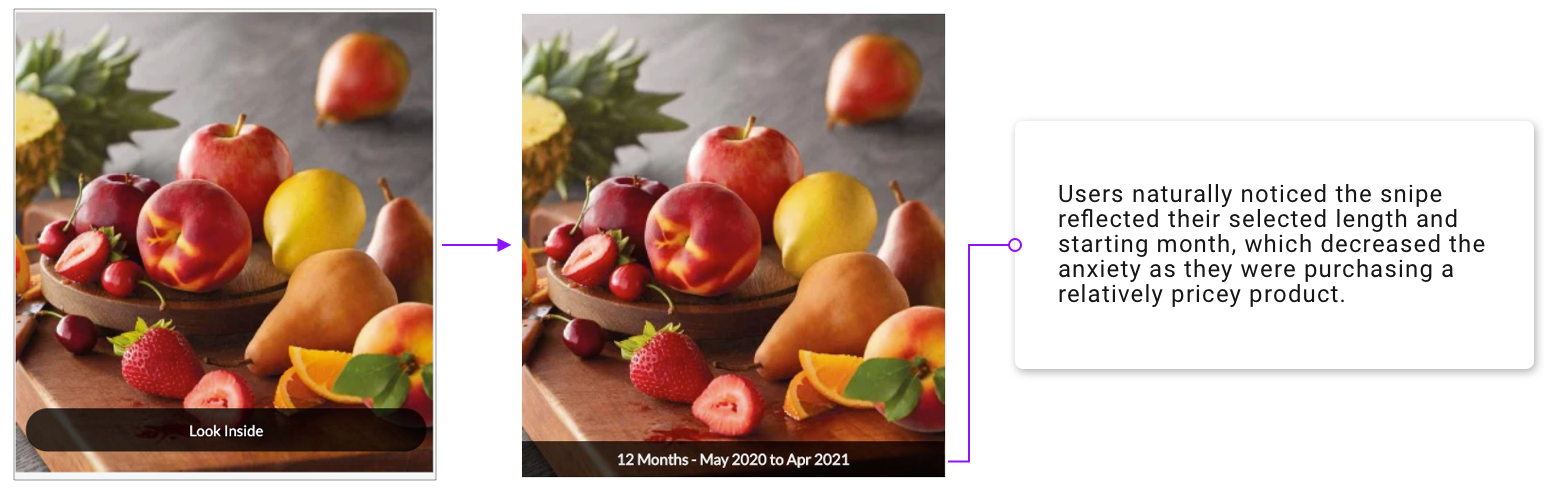 Look Inside
12 Months - May 2020 to Apr 2021
Users naturally noticed the snipe
reflected their selected length and
starting month, which decreased the
anxiety as they were purchasing a
relatively pricey product.